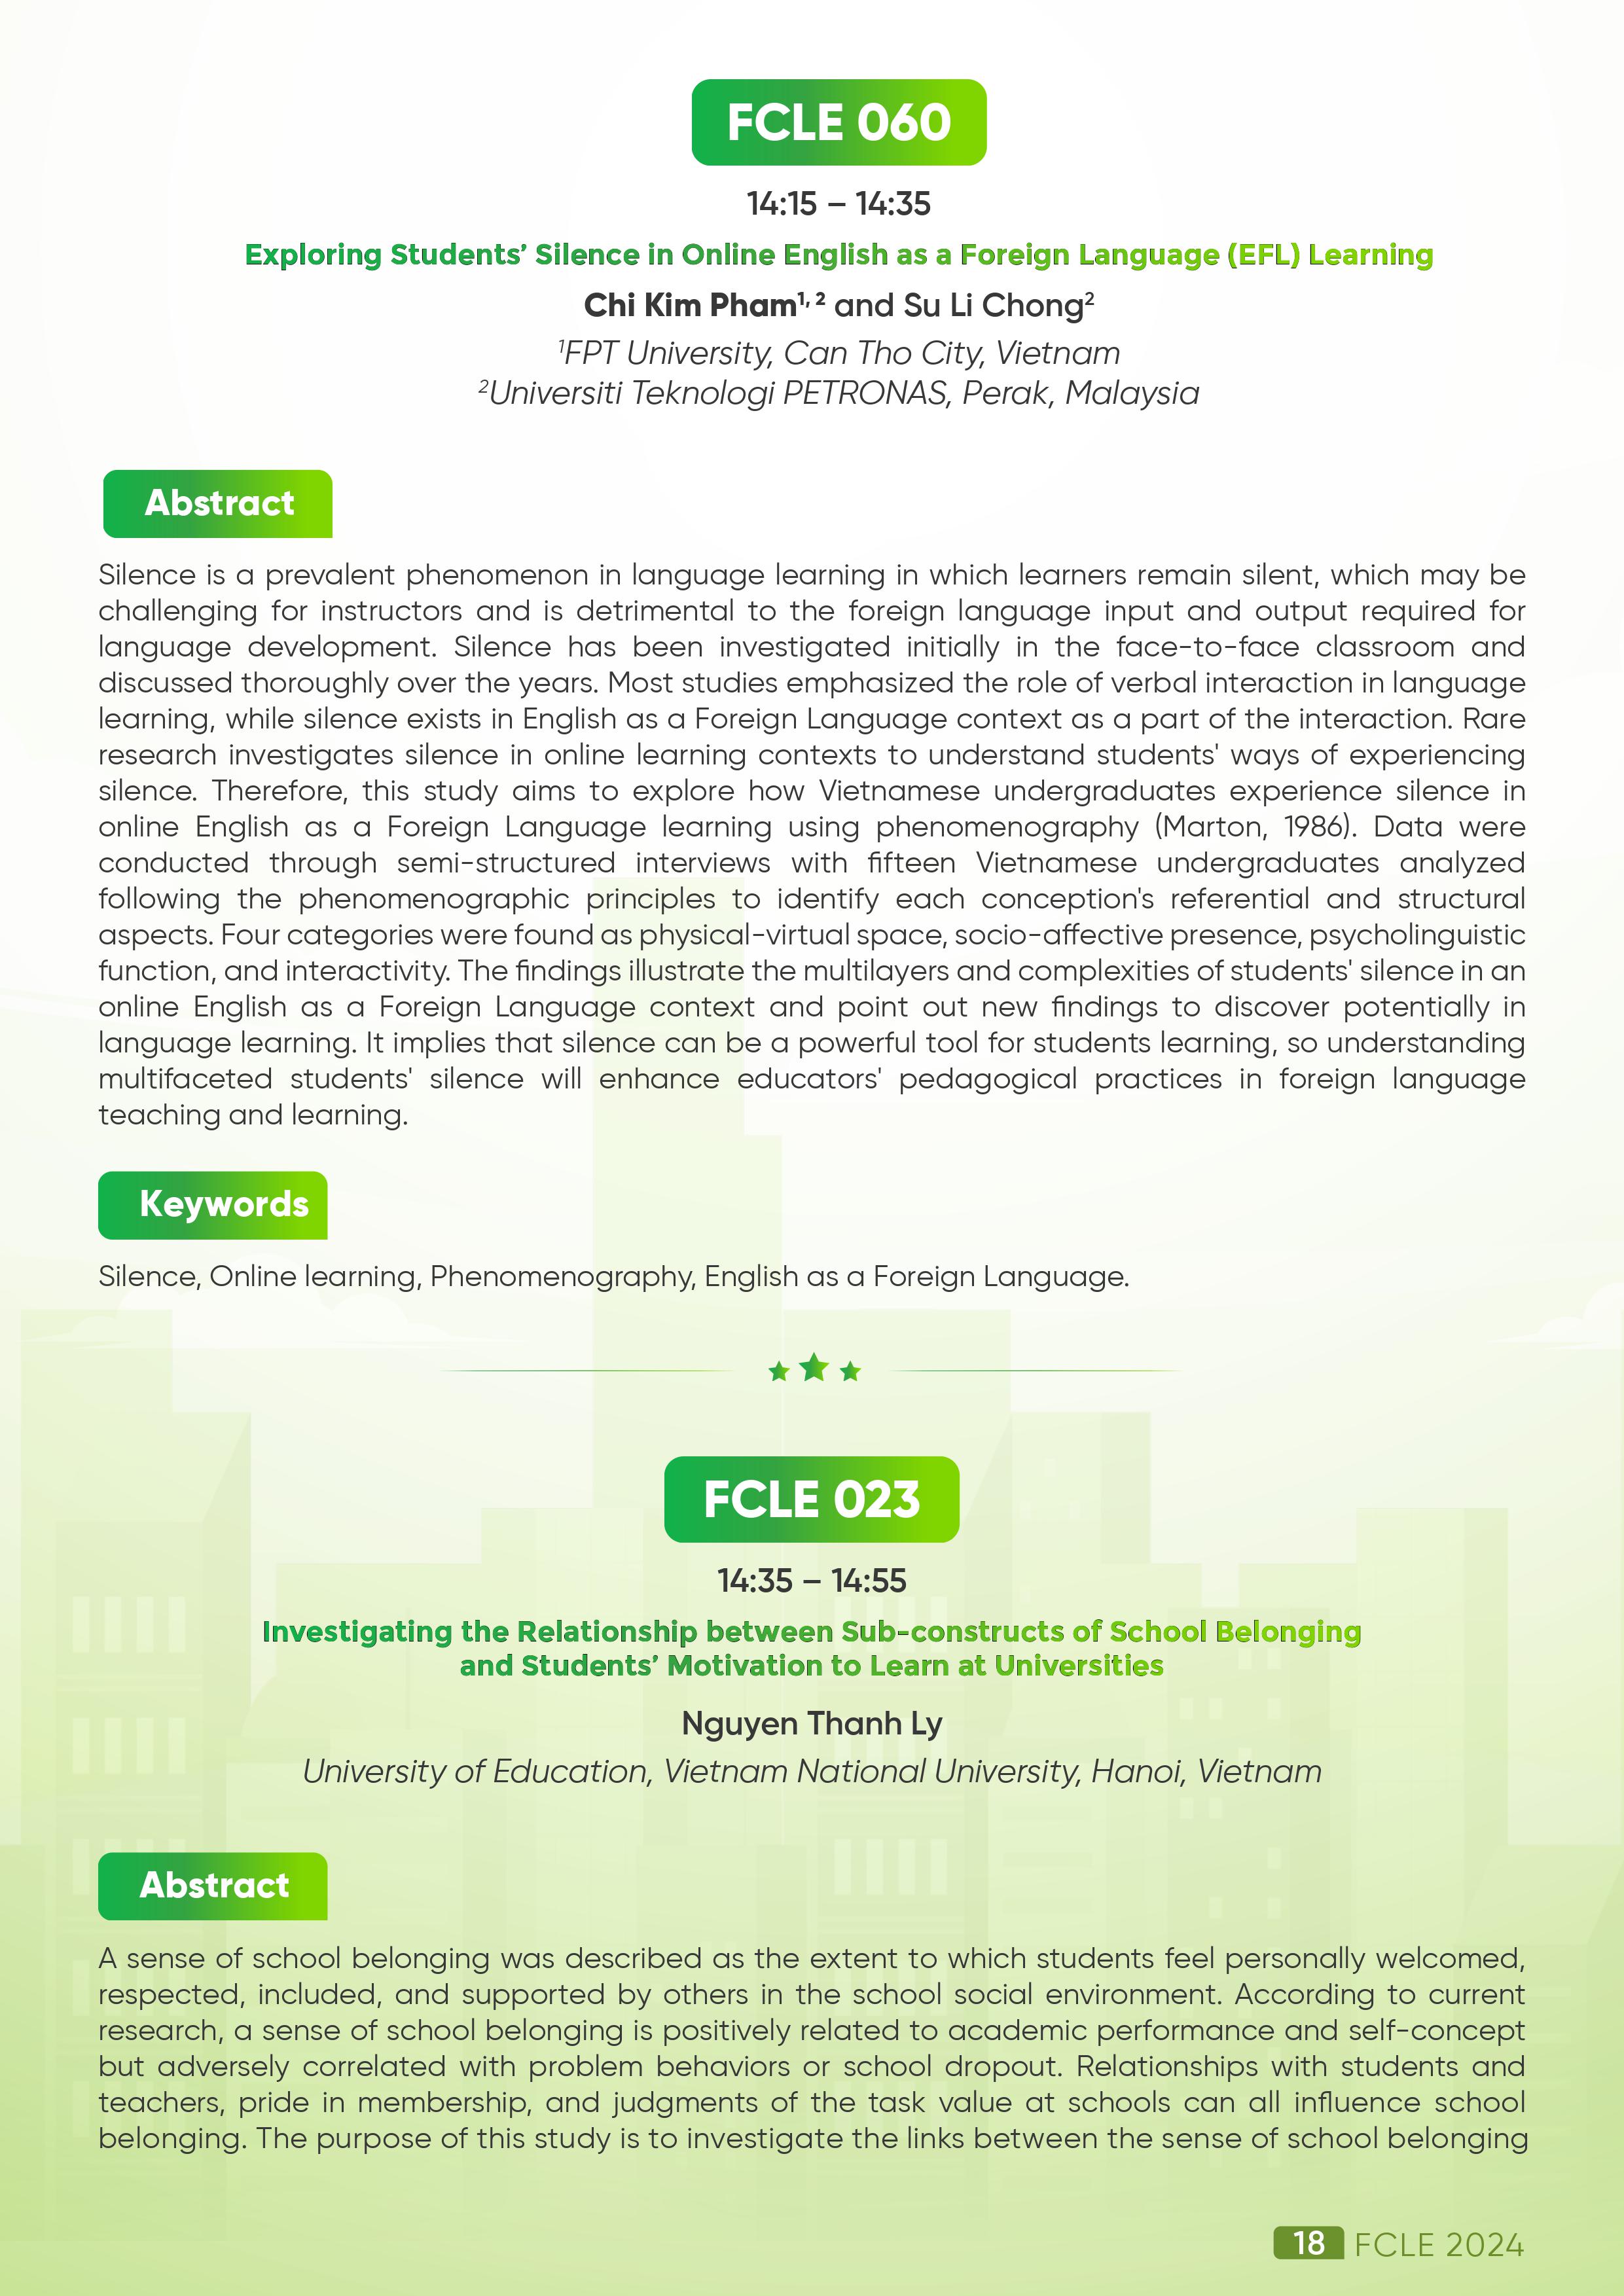 FCLE 060
14:15 – 14:35
Exploring Students’ Silence in Online English as a Foreign Language (EFL) Learning
Chi Kim Pham1, 2 and Su Li Chong2
1FPT University, Can Tho City, Vietnam
2Universiti Teknologi PETRONAS, Perak, Malaysia
Abstract
Silence is a prevalent phenomenon in language learning in which learners remain silent, which may be
challenging for instructors and is detrimental to the foreign language input and output required for
language development. Silence has been investigated initially in the face-to-face classroom and
discussed thoroughly over the years. Most studies emphasized the role of verbal interaction in language
learning, while silence exists in English as a Foreign Language context as a part of the interaction. Rare
research investigates silence in online learning contexts to understand students' ways of experiencing
silence. Therefore, this study aims to explore how Vietnamese undergraduates experience silence in
online English as a Foreign Language learning using phenomenography (Marton, 1986). Data were
conducted through semi-structured interviews with fifteen Vietnamese undergraduates analyzed
following the phenomenographic principles to identify each conception's referential and structural
aspects. Four categories were found as physical-virtual space, socio-affective presence, psycholinguistic
function, and interactivity. The findings illustrate the multilayers and complexities of students' silence in an
online English as a Foreign Language context and point out new findings to discover potentially in
language learning. It implies that silence can be a powerful tool for students learning, so understanding
multifaceted students' silence will enhance educators' pedagogical practices in foreign language
teaching and learning.
Keywords
Silence, Online learning, Phenomenography, English as a Foreign Language.
FCLE 023
14:35 – 14:55
Investigating the Relationship between Sub-constructs of School Belonging
and Students’ Motivation to Learn at Universities
Nguyen Thanh Ly
University of Education, Vietnam National University, Hanoi, Vietnam
Abstract
A sense of school belonging was described as the extent to which students feel personally welcomed,
respected, included, and supported by others in the school social environment. According to current
research, a sense of school belonging is positively related to academic performance and self-concept
but adversely correlated with problem behaviors or school dropout. Relationships with students and
teachers, pride in membership, and judgments of the task value at schools can all influence school
belonging. The purpose of this study is to investigate the links between the sense of school belonging
18 FCLE 2024